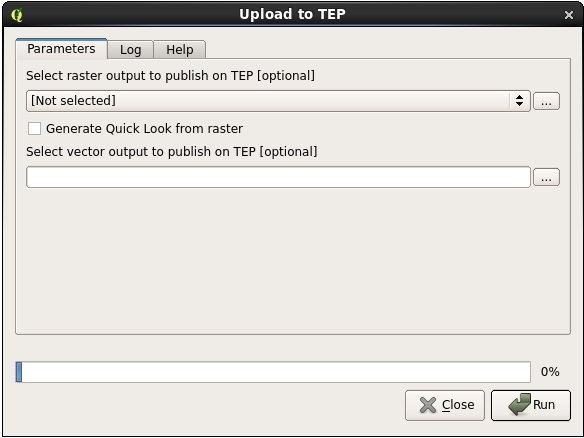 Upload to TEP
Parameters Log Help
Select raster output to publish on TEP [optional]
[Not selected] ...
Generate Quick Look from raster
Select vector output to publish on TEP [optional]
...
0%
Close Run